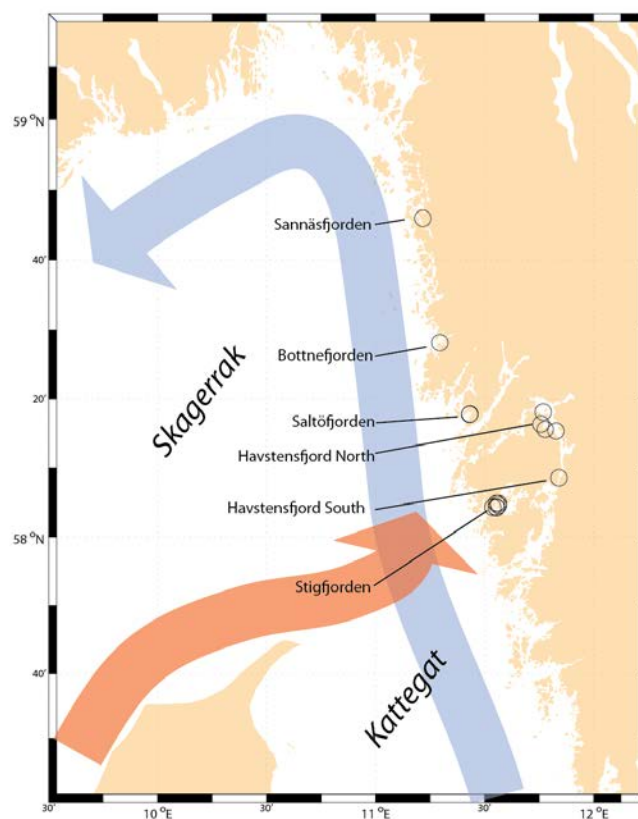 59 °N
Sannäsfjorden
40'
Bottnefjorden
Skagerrak
20'
Saltöfjorden
Havstensfjord North
Havstensfjord South
58 °N
Stigfjorden
40'
Kattegat
30'
10 °E
30'
11 °E
30'
12 °E